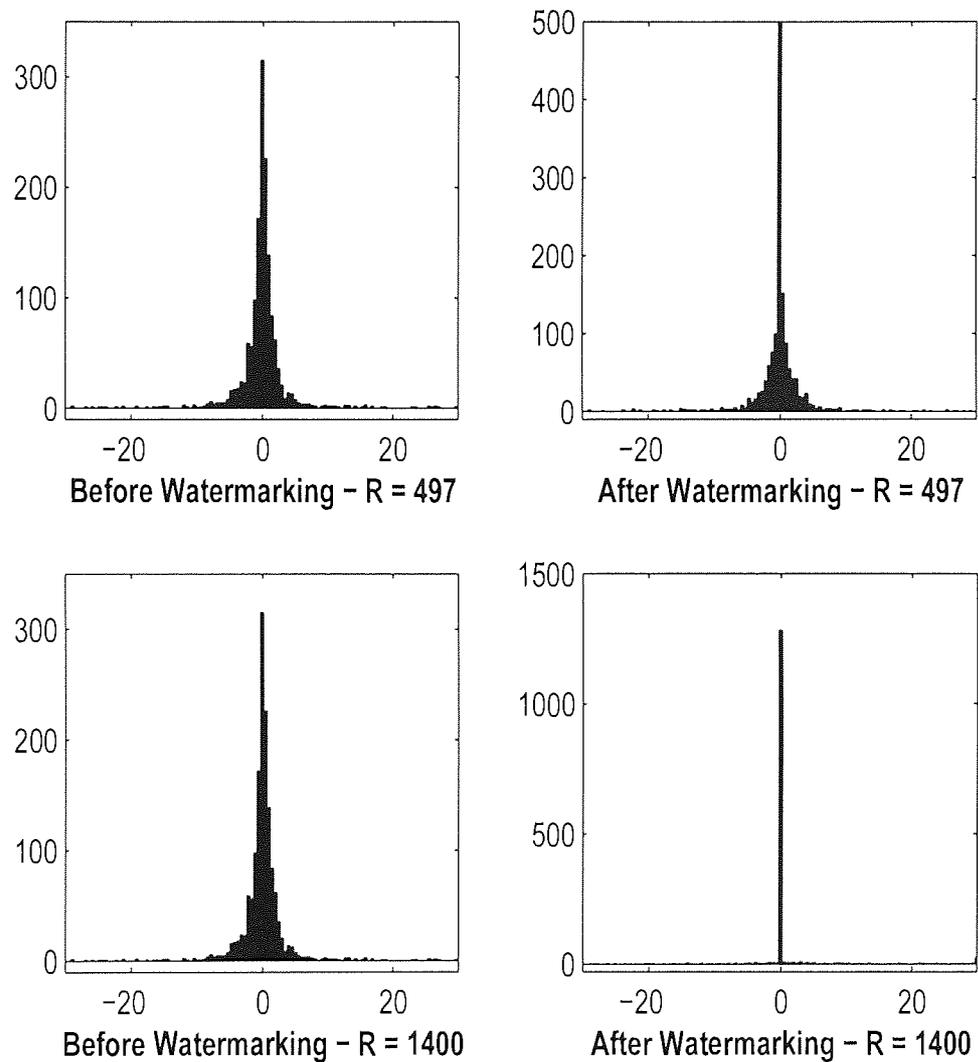 300
200
100
0
−20 0 20
Before Watermarking − R = 497
500
400
300
200
100
0
−20 0 20
After Watermarking − R = 497
300
200
100
0
−20 0 20
Before Watermarking − R = 1400
1500
1000
500
0
−20 0 20
After Watermarking − R = 1400